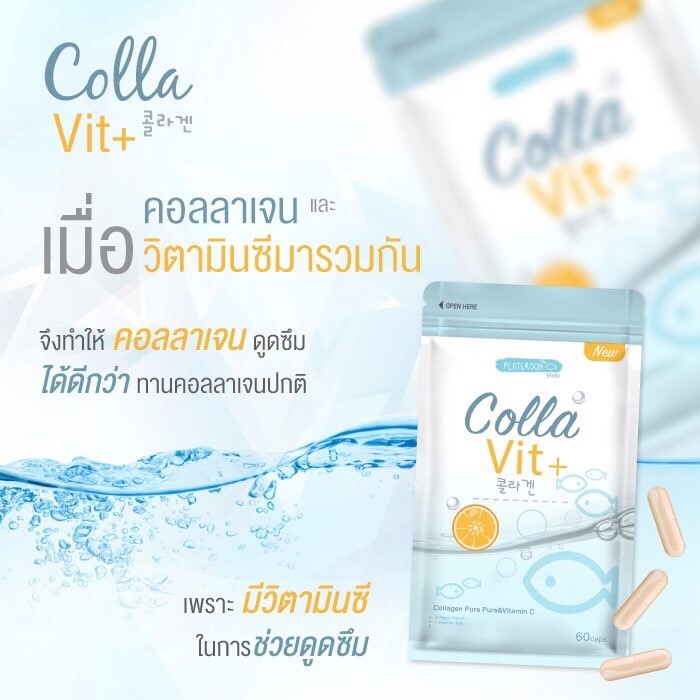 Colla
Vit+ 콜라겐
เมื่อ คอลลาเจน และ
วิตามินซีมารวมกัน
จึงทำให้ คอลลาเจน ดูดซึม
ได้ดีกว่า ทานคอลลาเจนปกติ
เพราะ มีวิตามินซี
ในการช่วยดูดซึม
Colla
Vit+
OPEN HERE
New
PLATEROON
BRAND
Colla
Vit+
콜라겐
Collagen Pure Pure&Vitamin C
60caps